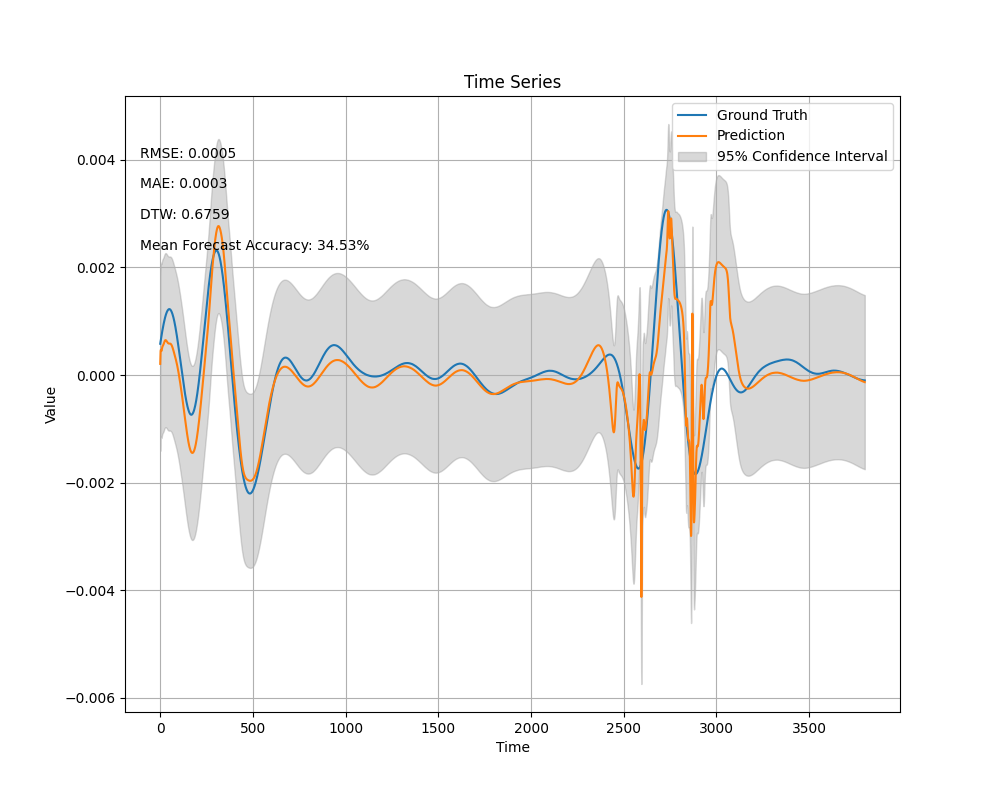 Time Series
Ground Truth
Prediction
95% Confidence Interval
RMSE: 0.0005
MAE: 0.0003
DTW: 0.6759
Mean Forecast Accuracy: 34.53%
0.004
0.002
0.000
−0.002
−0.004
−0.006
Value
0 500 1000 1500 2000 2500 3000 3500
Time